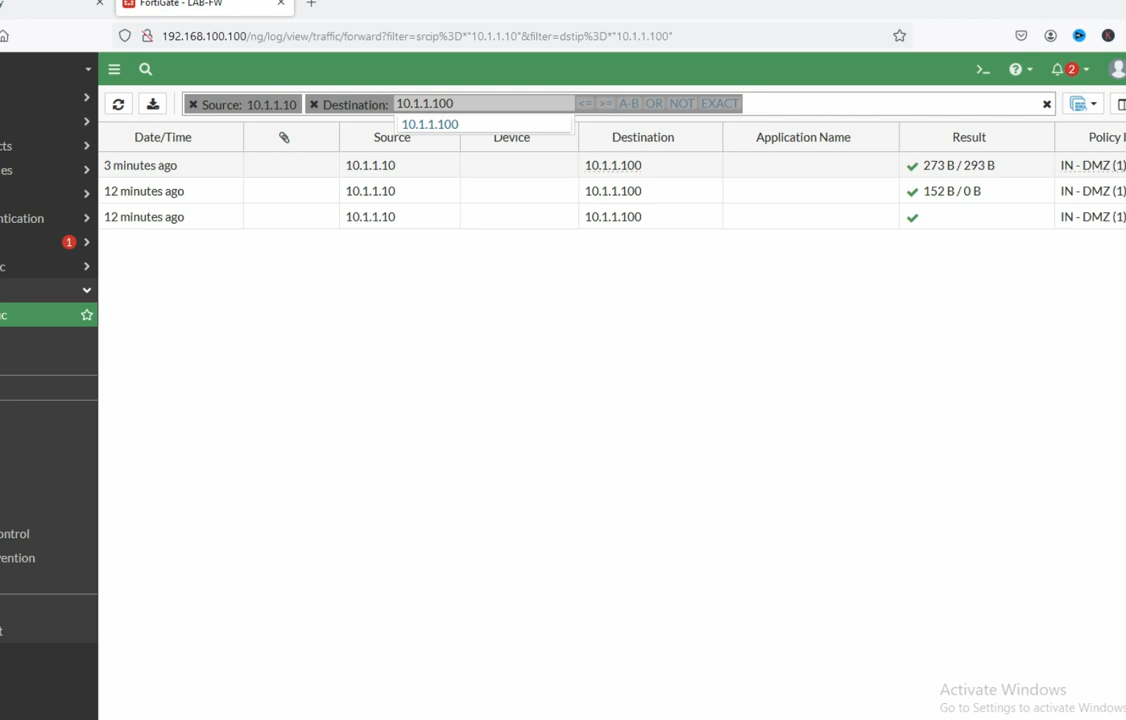 y
FortiGate - LAB-FW
192.168.100.100/ng/log/view/traffic/forward?filter=srcip%3D*"10.1.1.10"&filter=dstip%3D*"10.1.1.100"
2
Source: 10.1.1.10 Destination: 10.1.1.100 <= >= A-B OR NOT EXACT
10.1.1.100
Date/Time Source Device Destination Application Name Result Policy I
3 minutes ago 10.1.1.10 10.1.1.100 273 B / 293 B IN - DMZ (1)
12 minutes ago 10.1.1.10 10.1.1.100 152 B / 0 B IN - DMZ (1)
12 minutes ago 10.1.1.10 10.1.1.100 IN - DMZ (1)
cts
es
ntication
1
c
c
ontrol
vention
t
Activate Windows
Go to Settings to activate Windows